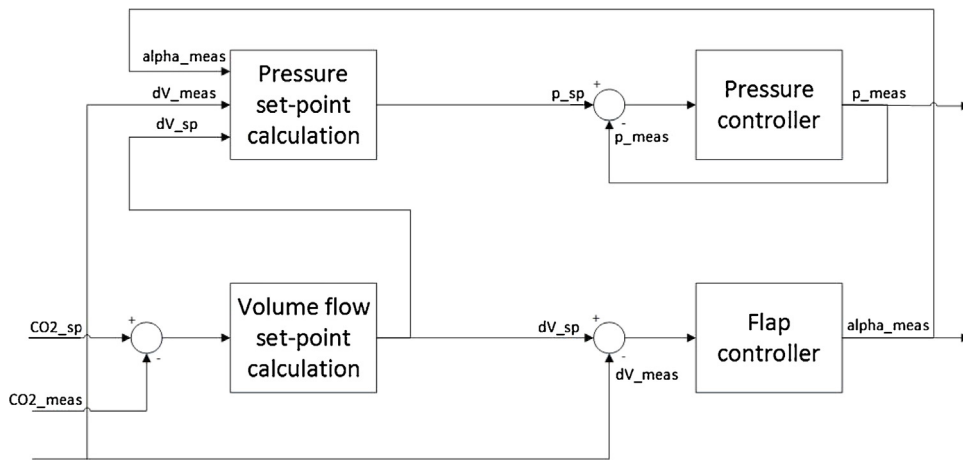 alpha_meas
dV_meas
dV_sp
Pressure
set-point
calculation
p_sp
+
-
p_meas
Pressure
controller
p_meas
CO2_sp
+
-
CO2_meas
Volume flow
set-point
calculation
dV_sp
+
-
dV_meas
Flap
controller
alpha_meas